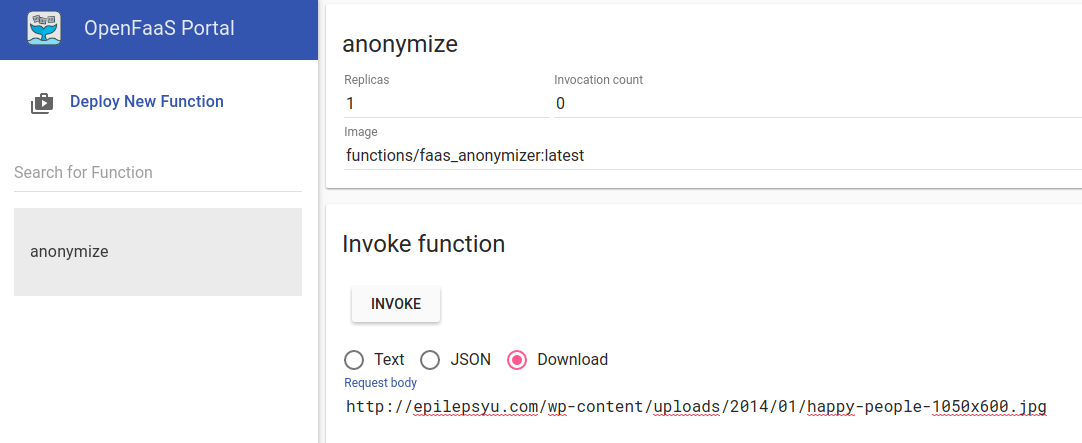 OpenFaaS Portal
Deploy New Function
Search for Function
anonymize
anonymize
Replicas Invocation count
1 0
Image
functions/faas_anonymizer:latest
Invoke function
INVOKE
Text JSON Download
Request body
http://epilepsyu.com/wp-content/uploads/2014/01/happy-people-1050x600.jpg